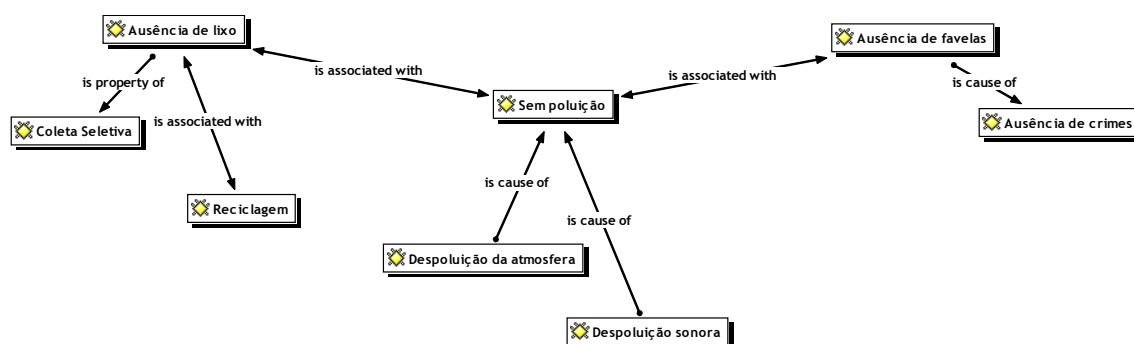 Ausência de lixo
Ausência de favelas
is associated with
is associated with
is property of
is cause of
Sem poluição
Coleta Seletiva
is associated with
Ausência de crimes
is cause of
Reciclagem
is cause of
Despoluição da atmosfera
Despoluição sonora